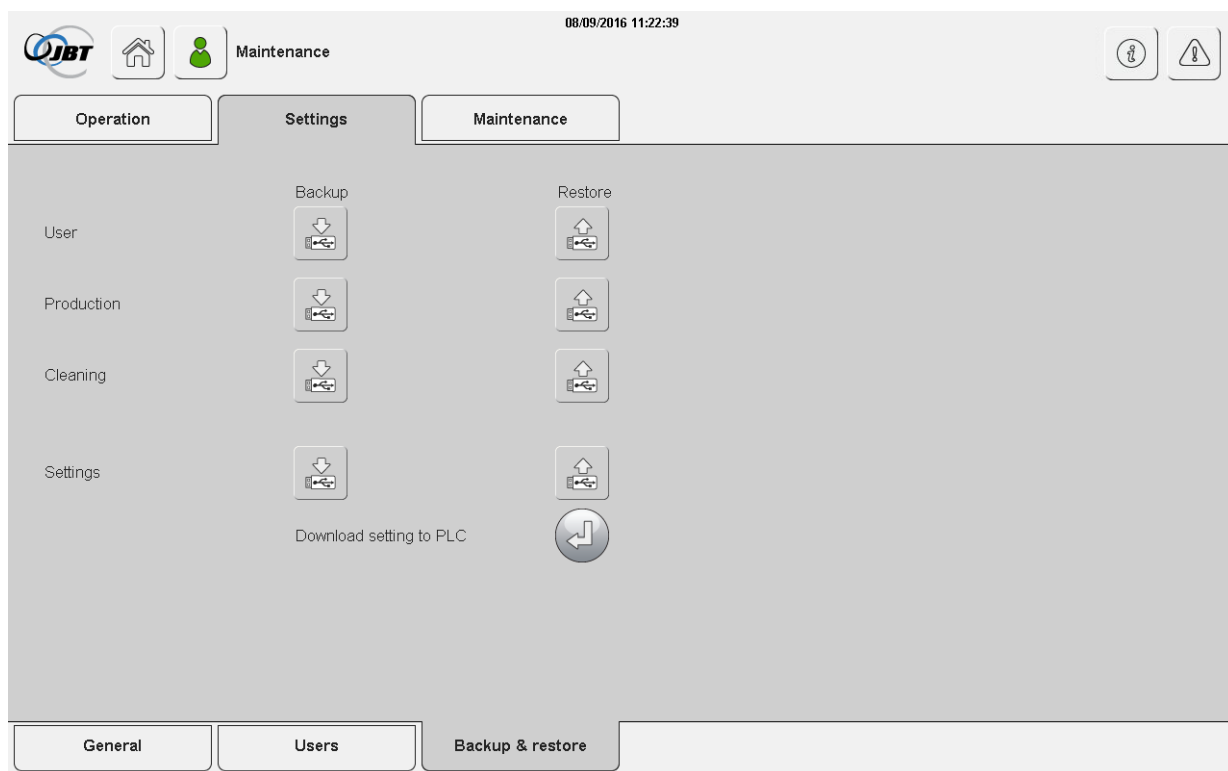 08/09/2016 11:22:39
JBT
Maintenance
Operation Settings Maintenance
Backup Restore
User
Production
Cleaning
Settings
Download setting to PLC
General Users Backup & restore